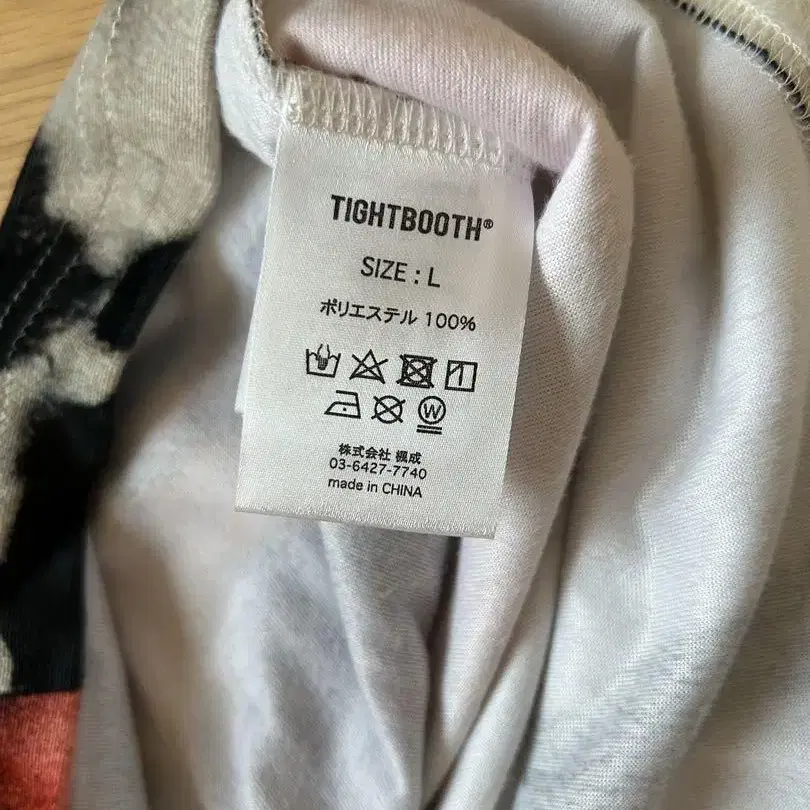 TIGHTBOOTH®
SIZE : L
ポリエステル 100%
W
株式会社 楓成
03-6427-7740
made in CHINA